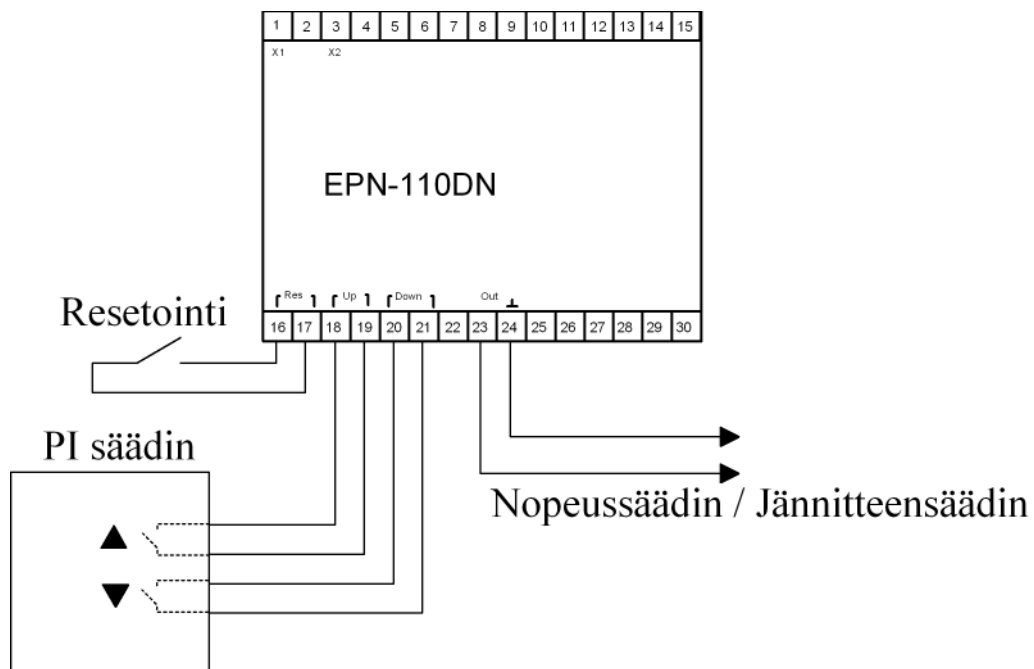 1 2 3 4 5 6 7 8 9 10 11 12 13 14 15
X1 X2
EPN-110DN
Res Up Down Out
Resetointi
16 17 18 19 20 21 22 23 24 25 26 27 28 29 30
PI säädin
Nopeussäädin / Jännitteensäädin